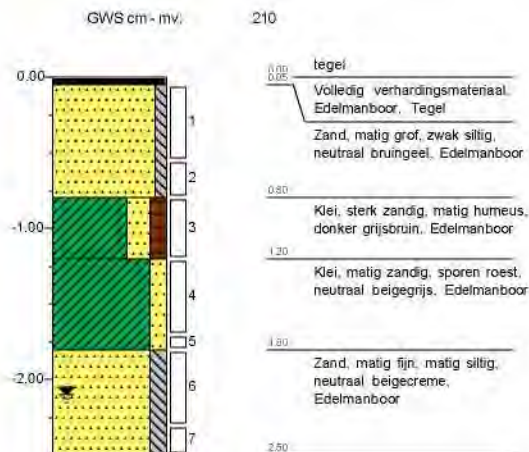 GWS cm - mv.: 210
0.00
-1.00
-2.00
1
2
3
4
5
6
7
0.00
tegel
0.05
Volledig verhardingsmateriaal,
Edelmanboor, Tegel
Zand, matig grof, zwak siltig,
neutraal bruingeel, Edelmanboor
0.80
Klei, sterk zandig, matig humeus,
donker grijsbruin, Edelmanboor
1.20
Klei, matig zandig, sporen roest,
neutraal beigegrijs, Edelmanboor
1.80
Zand, matig fijn, matig siltig,
neutraal beigecreme,
Edelmanboor
2.50